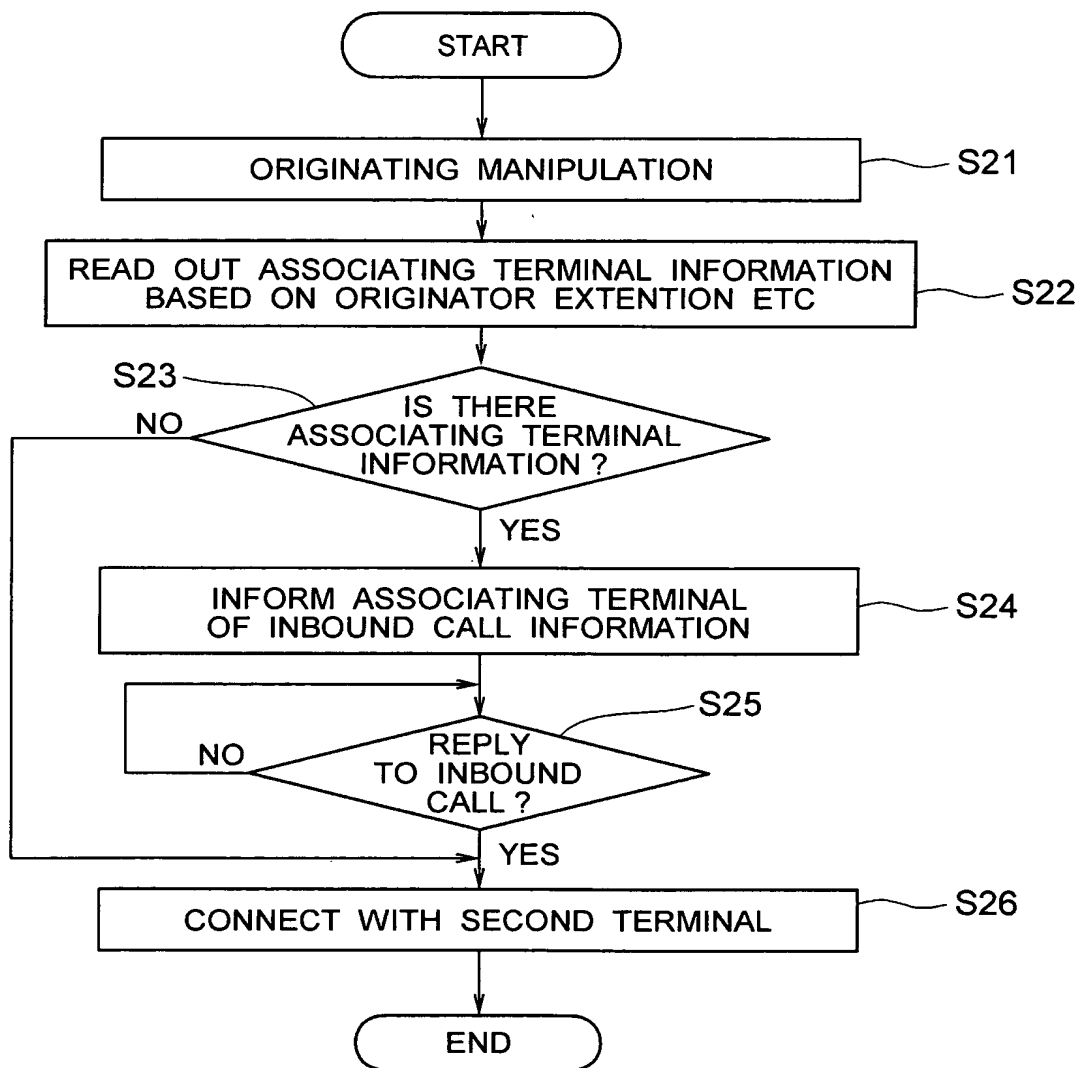 START
ORIGINATING MANIPULATION
S21
READ OUT ASSOCIATING TERMINAL INFORMATION
BASED ON ORIGINATOR EXTENTION ETC
S22
S23
NO
IS THERE
ASSOCIATING TERMINAL
INFORMATION ?
YES
INFORM ASSOCIATING TERMINAL
OF INBOUND CALL INFORMATION
S24
S25
NO
REPLY
TO INBOUND
CALL ?
YES
CONNECT WITH SECOND TERMINAL
S26
END